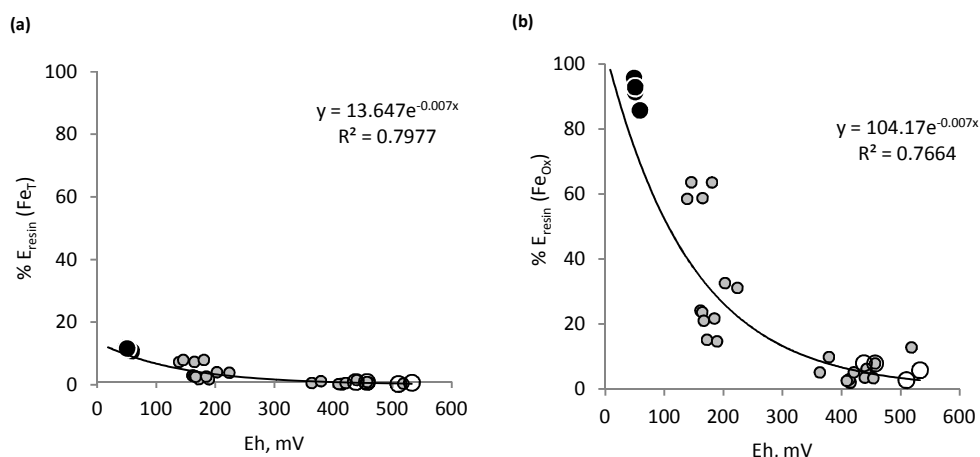 (a)
100
80
60
40
20
0
0 100 200 300 400 500 600
Eh, mV
% E_resin (Fe_T)
y = 13.647e^-0.007x
R² = 0.7977
(b)
100
80
60
40
20
0
0 100 200 300 400 500 600
Eh, mV
% E_resin (Fe_Ox)
y = 104.17e^-0.007x
R² = 0.7664